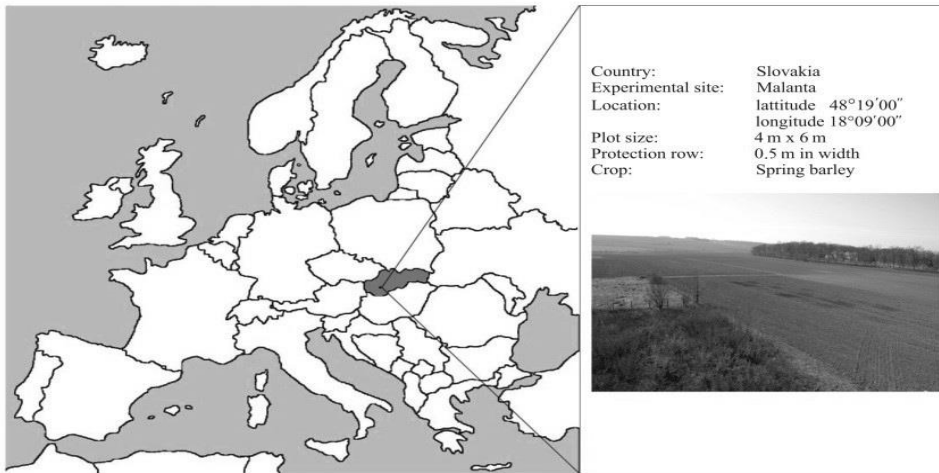 Country: Slovakia
Experimental site: Malanta
Location: lattitude 48°19′00″
longitude 18°09′00″
Plot size: 4 m x 6 m
Protection row: 0.5 m in width
Crop: Spring barley